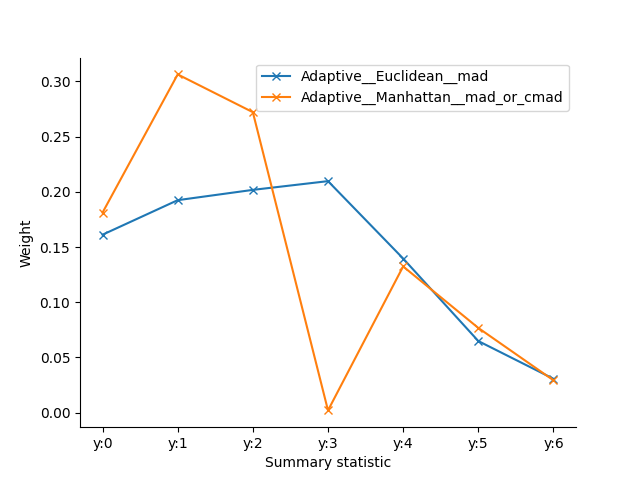 Adaptive__Euclidean__mad
Adaptive__Manhattan__mad_or_cmad
0.30
0.25
0.20
0.15
0.10
0.05
0.00
Weight
y:0 y:1 y:2 y:3 y:4 y:5 y:6
Summary statistic